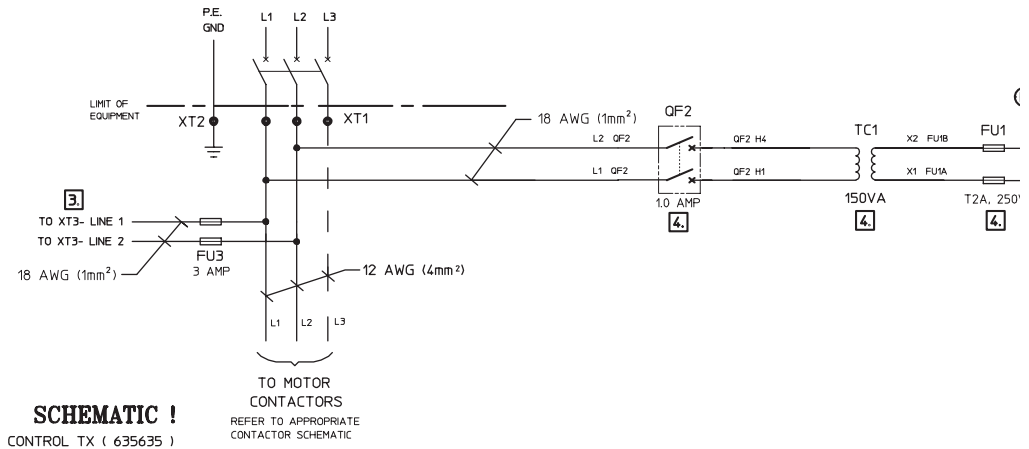 P.E.
GND
L1 L2 L3
LIMIT OF
EQUIPMENT
XT2
XT1
18 AWG (1mm²)
QF2
TC1
FU1
L2 QF2
QF2 H4
X2 FU1B
L1 QF2
QF2 H1
X1 FU1A
1.0 AMP
150VA
T2A, 250V
4.
4.
4.
3.
TO XT3- LINE 1
TO XT3- LINE 2
FU3
3 AMP
18 AWG (1mm²)
12 AWG (4mm²)
L1 L2 L3
TO MOTOR
CONTACTORS
REFER TO APPROPRIATE
CONTACTOR SCHEMATIC
SCHEMATIC !
CONTROL TX ( 635635 )